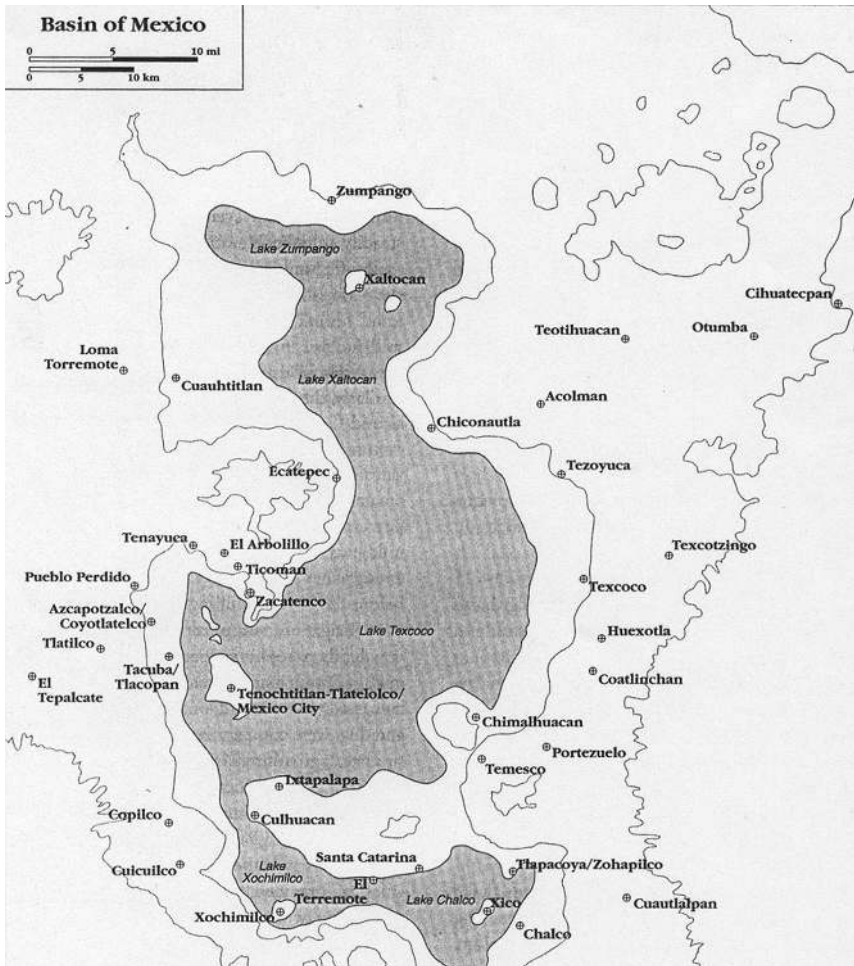 Basin of Mexico
0 5 10 mi
0 5 10 km
Zumpango
Lake Zumpango
Xaltocan
Cihuatecpan
Teotihuacan
Otumba
Loma
Torremote
Cuauhtitlan
Lake Xaltocan
Acolman
Chiconautla
Ecatepec
Tezoyuca
Tenayuca
El Arbolillo
Texcotzingo
Ticoman
Pueblo Perdido
Zacatenco
Texcoco
Azcapotzalco/
Coyotlatelco
Lake Texcoco
Huexotla
Tlatilco
Tacuba/
Tlacopan
Coatlinchan
El
Tepalcate
Tenochtitlan-Tlatelolco/
Mexico City
Chimalhuacan
Portezuelo
Temesco
Ixtapalapa
Copilco
Culhuacan
Cuicuilco
Lake
Xochimilco
Santa Catarina
Tlapacoya/Zohapilco
El
Terremote
Lake Chalco
Xico
Cuautlalpan
Xochimilco
Chalco